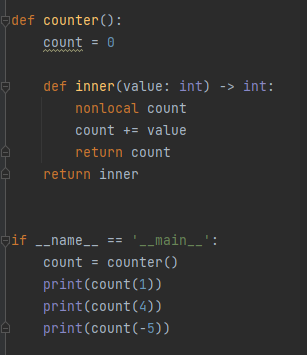 def counter():
    count = 0

    def inner(value: int) -> int:
        nonlocal count
        count += value
        return count
    return inner


if __name__ == '__main__':
    count = counter()
    print(count(1))
    print(count(4))
    print(count(-5))